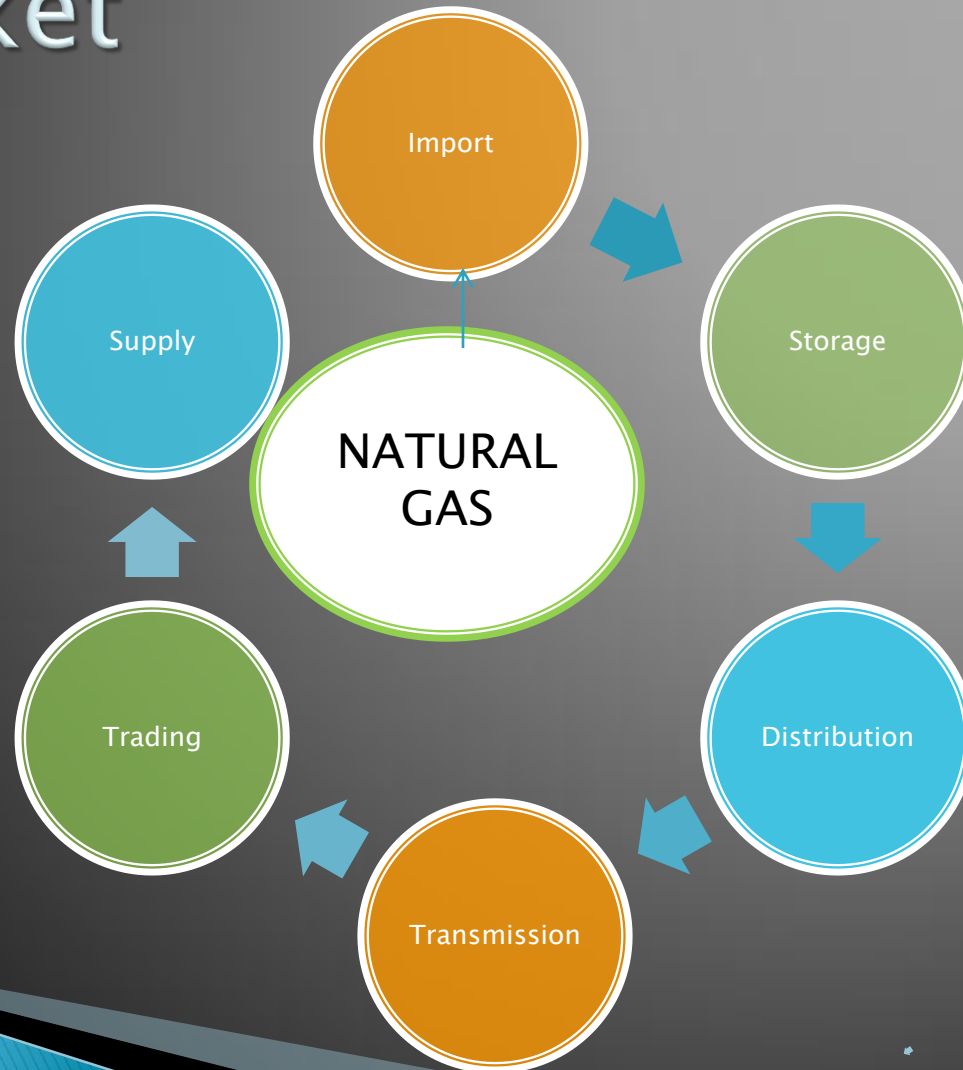 ket
Import
Storage
Supply
NATURAL
GAS
Distribution
Trading
Transmission